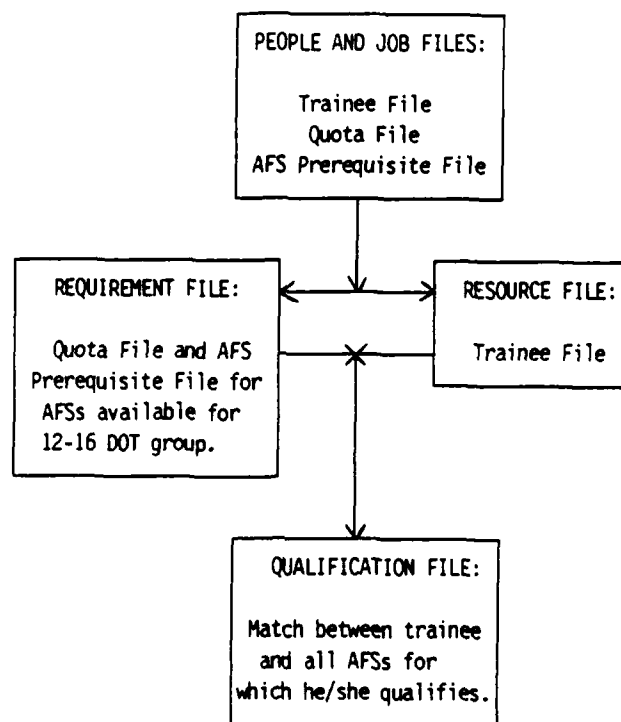 PEOPLE AND JOB FILES:
Trainee File
Quota File
AFS Prerequisite File
REQUIREMENT FILE:
Quota File and AFS
Prerequisite File for
AFSs available for
12-16 DOT group.
RESOURCE FILE:
Trainee File
QUALIFICATION FILE:
Match between trainee
and all AFSs for
which he/she qualifies.